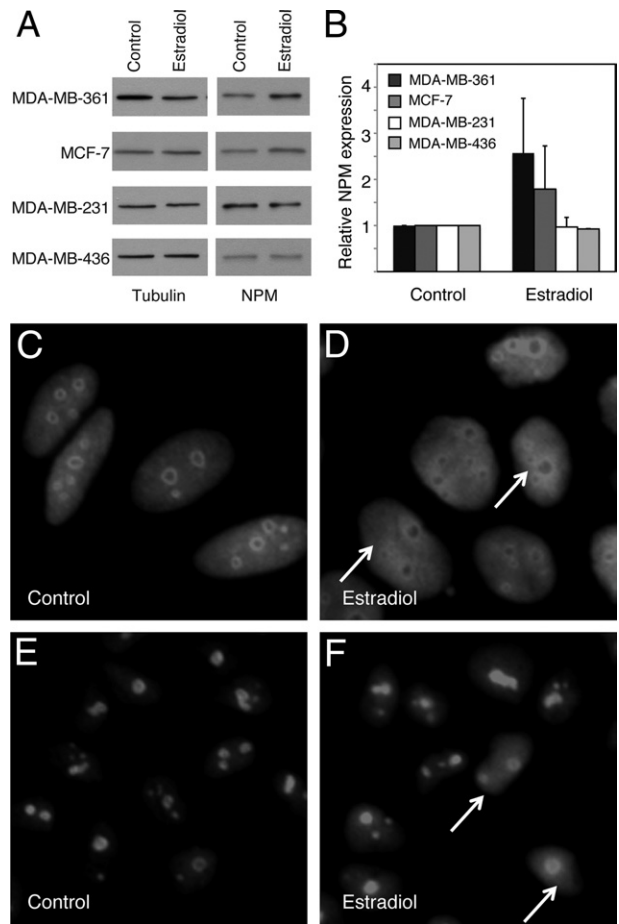 A
Control
Estradiol
Control
Estradiol
MDA-MB-361
MCF-7
MDA-MB-231
MDA-MB-436
Tubulin
NPM
B
Relative NPM expression
4
3
2
1
MDA-MB-361
MCF-7
MDA-MB-231
MDA-MB-436
Control
Estradiol
C
Control
D
Estradiol
E
Control
F
Estradiol